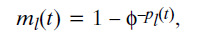 m_l(t) = 1 − ϕ^{−p_l(t)},